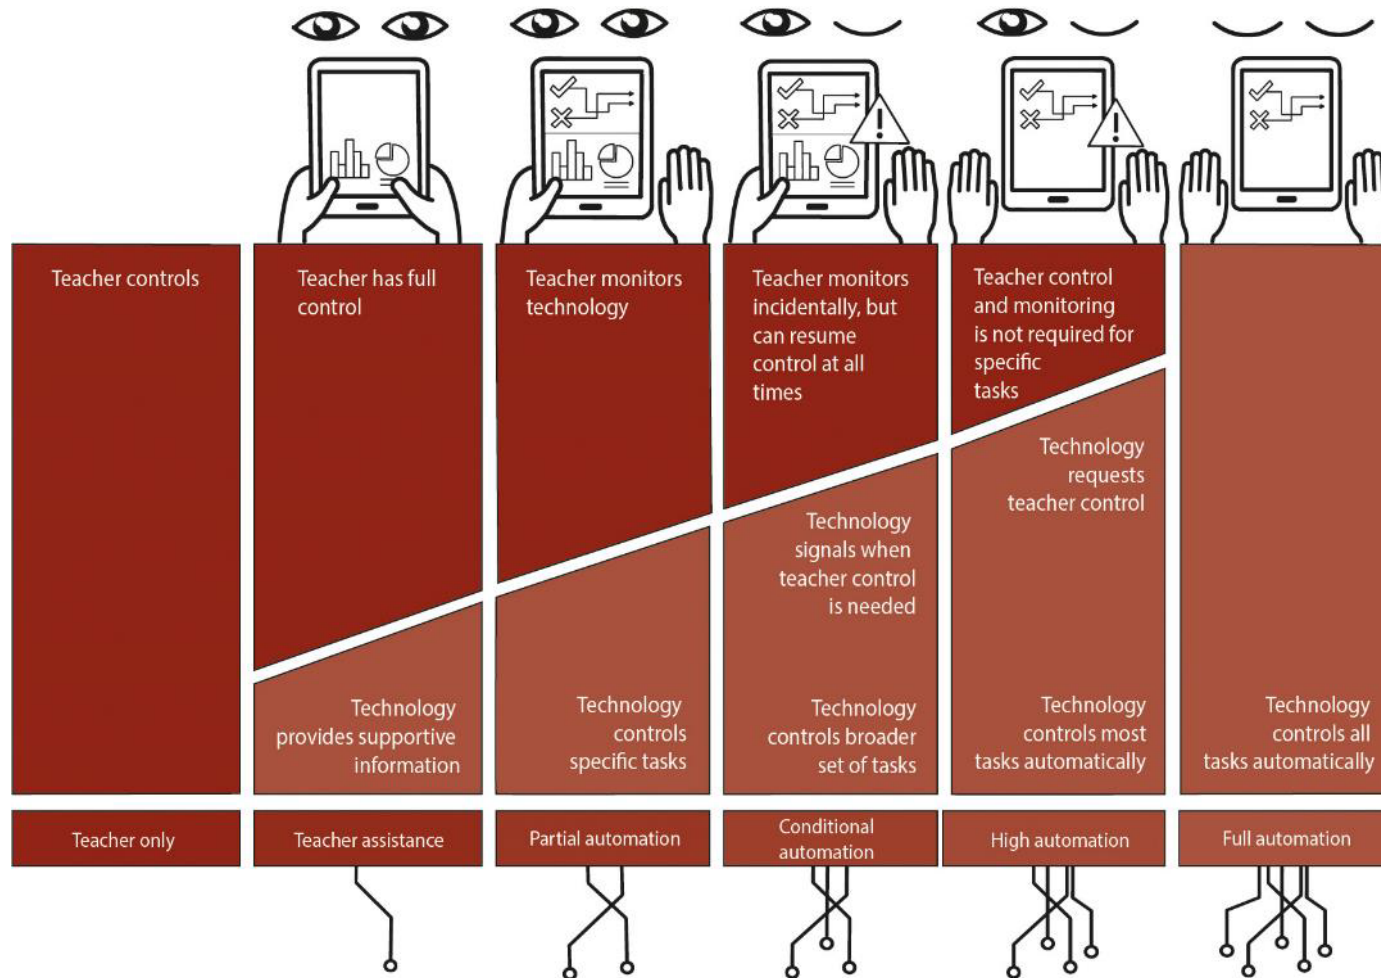 Teacher controls
Teacher has full
control
Teacher monitors
technology
Teacher monitors
incidentally, but
can resume
control at all
times
Teacher control
and monitoring
is not required for
specific
tasks
Technology
provides supportive
information
Technology
controls
specific tasks
Technology
signals when
teacher control
is needed
Technology
controls broader
set of tasks
Technology
requests
teacher control
Technology
controls most
tasks automatically
Technology
controls all
tasks automatically
Teacher only
Teacher assistance
Partial automation
Conditional
automation
High automation
Full automation